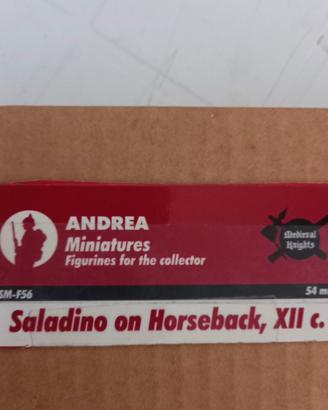 ANDREA
Miniatures
Figurines for the collector
Medieval
Knights
SM-F56
54 m
Saladino on Horseback, XII c.